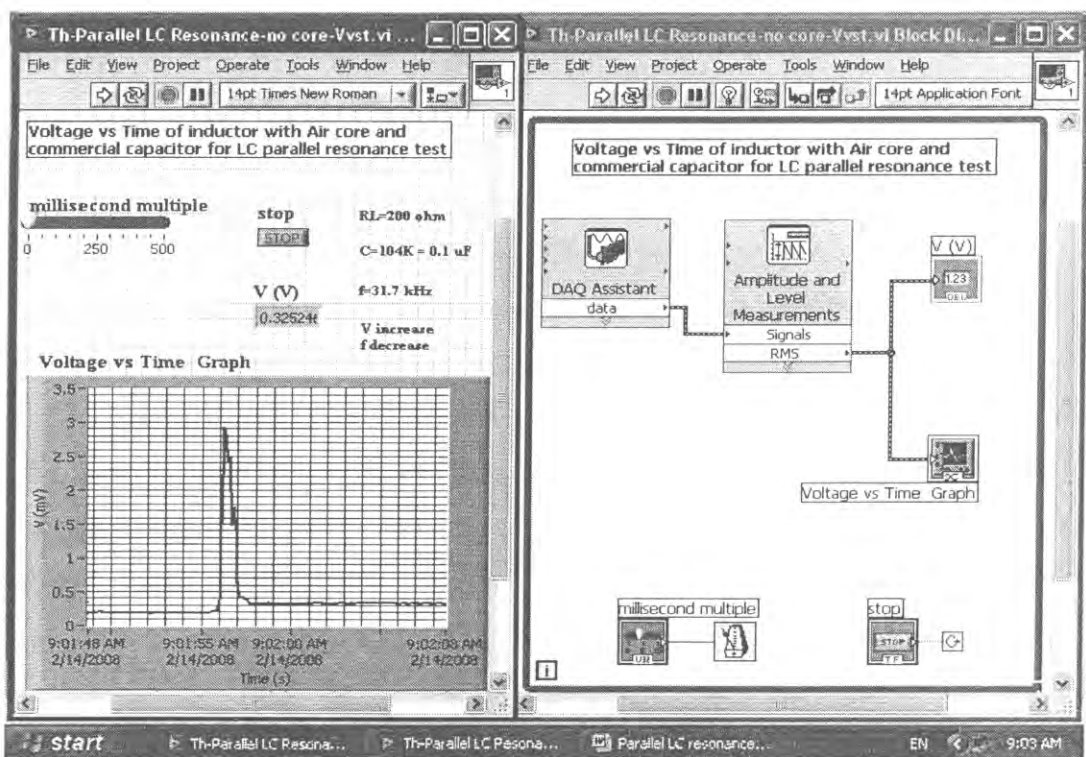 Th-Parallel LC Resonance-no core-Vvst.vi ...
File Edit View Project Operate Tools Window Help
14pt Times New Roman
1
Voltage vs Time of inductor with Air core and
commercial capacitor for LC parallel resonance test
millisecond multiple
0 250 500
stop
STOP
V (V)
RL=200 ohm
C=104K = 0.1 uF
f=31.7 kHz
V increase
f decrease
Voltage vs Time Graph
3.5
3
2.5
2
1.5
1
0.5
0
V (mV)
9:01:48 AM 9:01:55 AM 9:02:00 AM 9:02:08 AM
2/14/2008 2/14/2008 2/14/2008 2/14/2008
Time (s)
Th-Parallel LC Resonance-no core-Vvst.vi Block Di...
File Edit View Project Operate Tools Window Help
14pt Application Font
1
Voltage vs Time of inductor with Air core and
commercial capacitor for LC parallel resonance test
DAQ Assistant
data
Amplitude and
Level
Measurements
Signals
RMS
V (V)
1.23
DBL
Voltage vs Time Graph
millisecond multiple
stop
STOP
TF
i
start
Th-Parallel LC Resona...
Th-Parallel LC Resona...
Parallel LC resonance...
EN
9:03 AM